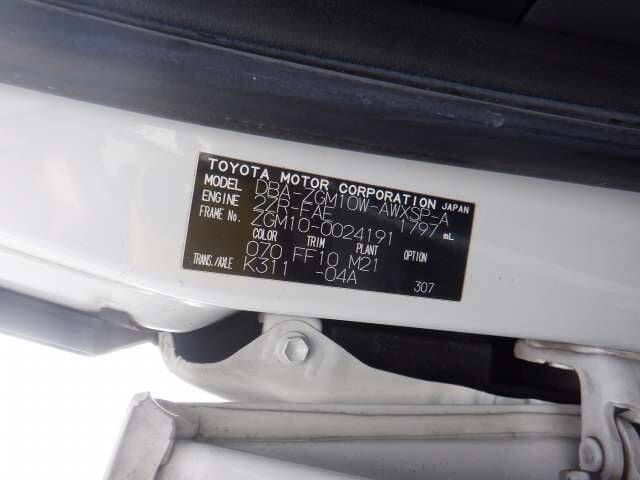 TOYOTA MOTOR CORPORATION JAPAN
MODEL DBA-ZGM10W-AWXSP-A
ENGINE 2ZR-FAE 1797 mL
FRAME No. ZGM10-0024191
COLOR TRIM PLANT OPTION
070 FF10 M21
TRANS./AXLE K311 -04A 307